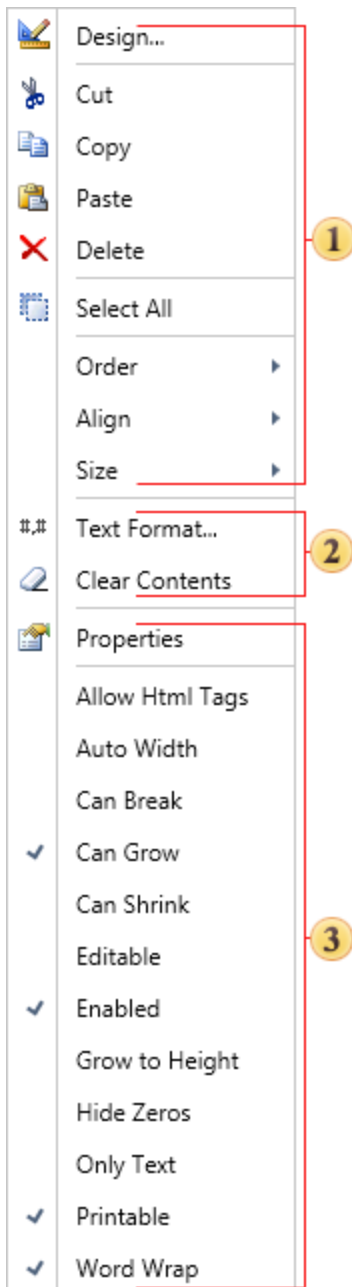 Design...
Cut
Copy
Paste
Delete
1
Select All
Order
Align
Size
#,# Text Format...
2
Clear Contents
Properties
Allow Html Tags
Auto Width
Can Break
Can Grow
Can Shrink
3
Editable
Enabled
Grow to Height
Hide Zeros
Only Text
Printable
Word Wrap